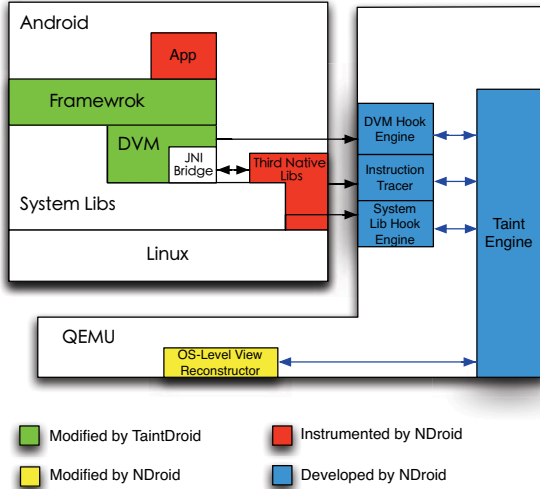 Android
App
Framewrok
DVM
JNI
Bridge
Third Native
Libs
System Libs
Linux
DVM Hook
Engine
Instruction
Tracer
System
Lib Hook
Engine
Taint
Engine
QEMU
OS-Level View
Reconstructor
Modified by TaintDroid
Instrumented by NDroid
Modified by NDroid
Developed by NDroid